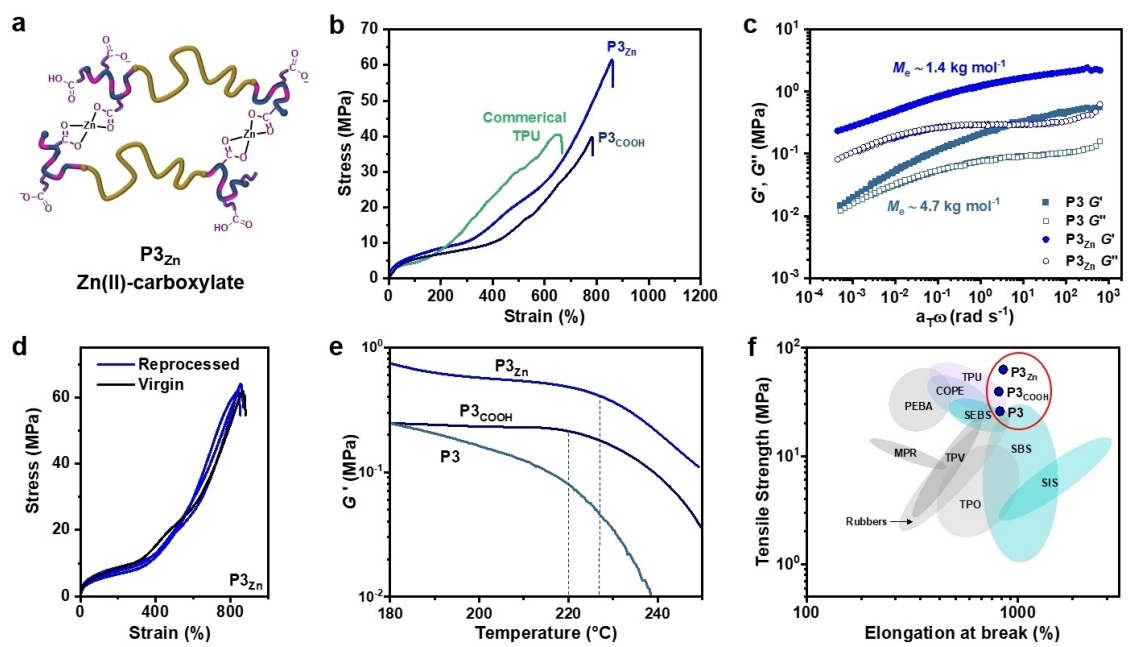 a
O
O⁻
HO
O
Zn
O
O
O
O
O⁻
HO
O
P3Zn
Zn(II)-carboxylate
b
Stress (MPa)
70
60
50
40
30
20
10
0
P3Zn
Commerical
TPU
P3COOH
0 200 400 600 800 1000 1200
Strain (%)
c
G', G" (MPa)
10²
10¹
10⁰
10⁻¹
10⁻²
10⁻³
Me ~ 1.4 kg mol⁻¹
Me ~ 4.7 kg mol⁻¹
P3 G'
P3 G"
P3Zn G'
P3Zn G"
10⁻⁴ 10⁻³ 10⁻² 10⁻¹ 10⁰ 10¹ 10² 10³
aTω (rad s⁻¹)
d
Stress (MPa)
60
40
20
0
Reprocessed
Virgin
P3Zn
0 400 800
Strain (%)
e
G' (MPa)
10⁰
10⁻¹
10⁻²
P3Zn
P3COOH
P3
180 200 220 240
Temperature (°C)
f
Tensile Strength (MPa)
10²
10¹
10⁰
TPU
P3Zn
COPE
P3COOH
PEBA
SEBS
P3
MPR
TPV
SBS
SIS
TPO
Rubbers
100 1000
Elongation at break (%)